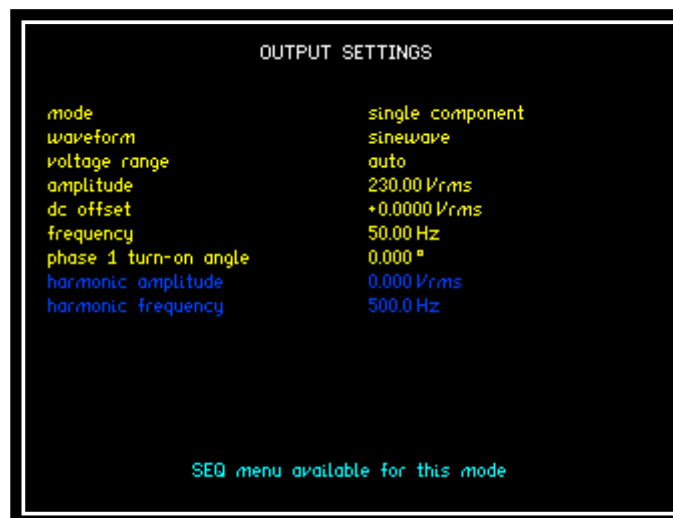 OUTPUT SETTINGS
mode single component
waveform sinewave
voltage range auto
amplitude 230.00 Vrms
dc offset +0.0000 Vrms
frequency 50.00 Hz
phase 1 turn-on angle 0.000 °
harmonic amplitude 0.000 Vrms
harmonic frequency 500.0 Hz
SEQ menu available for this mode